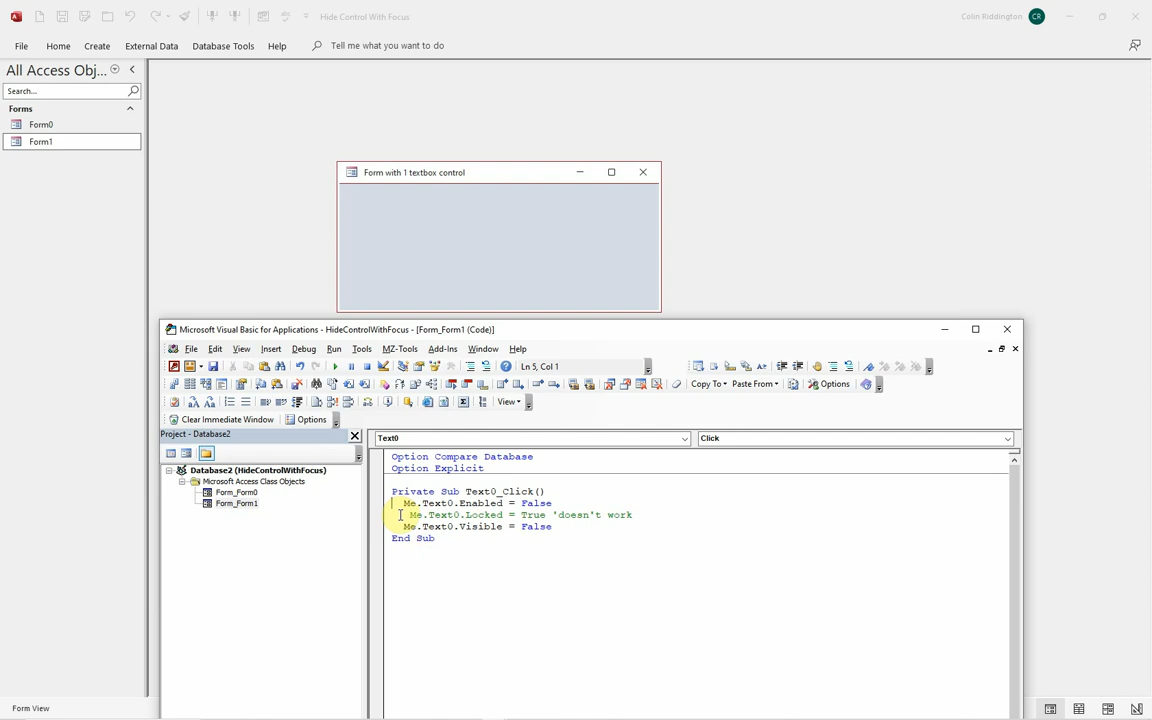 Hide Control With Focus
Colin Riddington
CR
File Home Create External Data Database Tools Help Tell me what you want to do
All Access Obj...
Search...
Forms
Form0
Form1
Form with 1 textbox control
Microsoft Visual Basic for Applications - HideControlWithFocus - [Form_Form1 (Code)]
File Edit View Insert Debug Run Tools MZ-Tools Add-Ins Window Help
Ln 5, Col 1
Copy To Paste From Options
View
Clear Immediate Window Options
Project - Database2
Text0 Click
Database2 (HideControlWithFocus)
Microsoft Access Class Objects
Form_Form0
Form_Form1
Option Compare Database
Option Explicit
Private Sub Text0_Click()
Me.Text0.Enabled = False
Me.Text0.Locked = True 'doesn't work
Me.Text0.Visible = False
End Sub
Form View